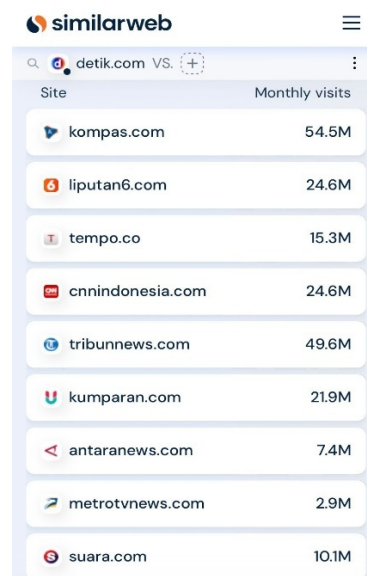 similarweb
detik.com VS.
Site Monthly visits
kompas.com 54.5M
6 liputan6.com 24.6M
T tempo.co 15.3M
CNN cnnindonesia.com 24.6M
tribunnews.com 49.6M
kumparan.com 21.9M
antaranews.com 7.4M
metrotvnews.com 2.9M
suara.com 10.1M